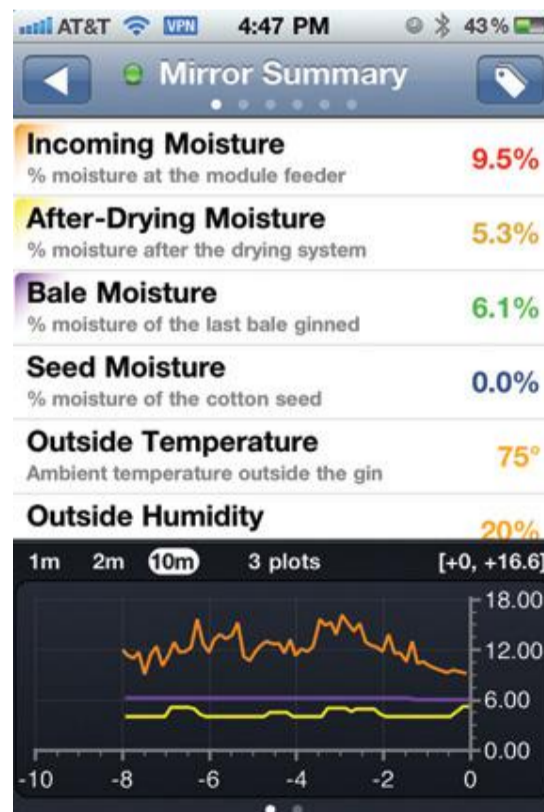 AT&T VPN 4:47 PM 43%
Mirror Summary
Incoming Moisture
% moisture at the module feeder
9.5%
After-Drying Moisture
% moisture after the drying system
5.3%
Bale Moisture
% moisture of the last bale ginned
6.1%
Seed Moisture
% moisture of the cotton seed
0.0%
Outside Temperature
Ambient temperature outside the gin
75°
Outside Humidity
20%
1m 2m 10m 3 plots [+0, +16.6]
18.00
12.00
6.00
0.00
-10 -8 -6 -4 -2 0